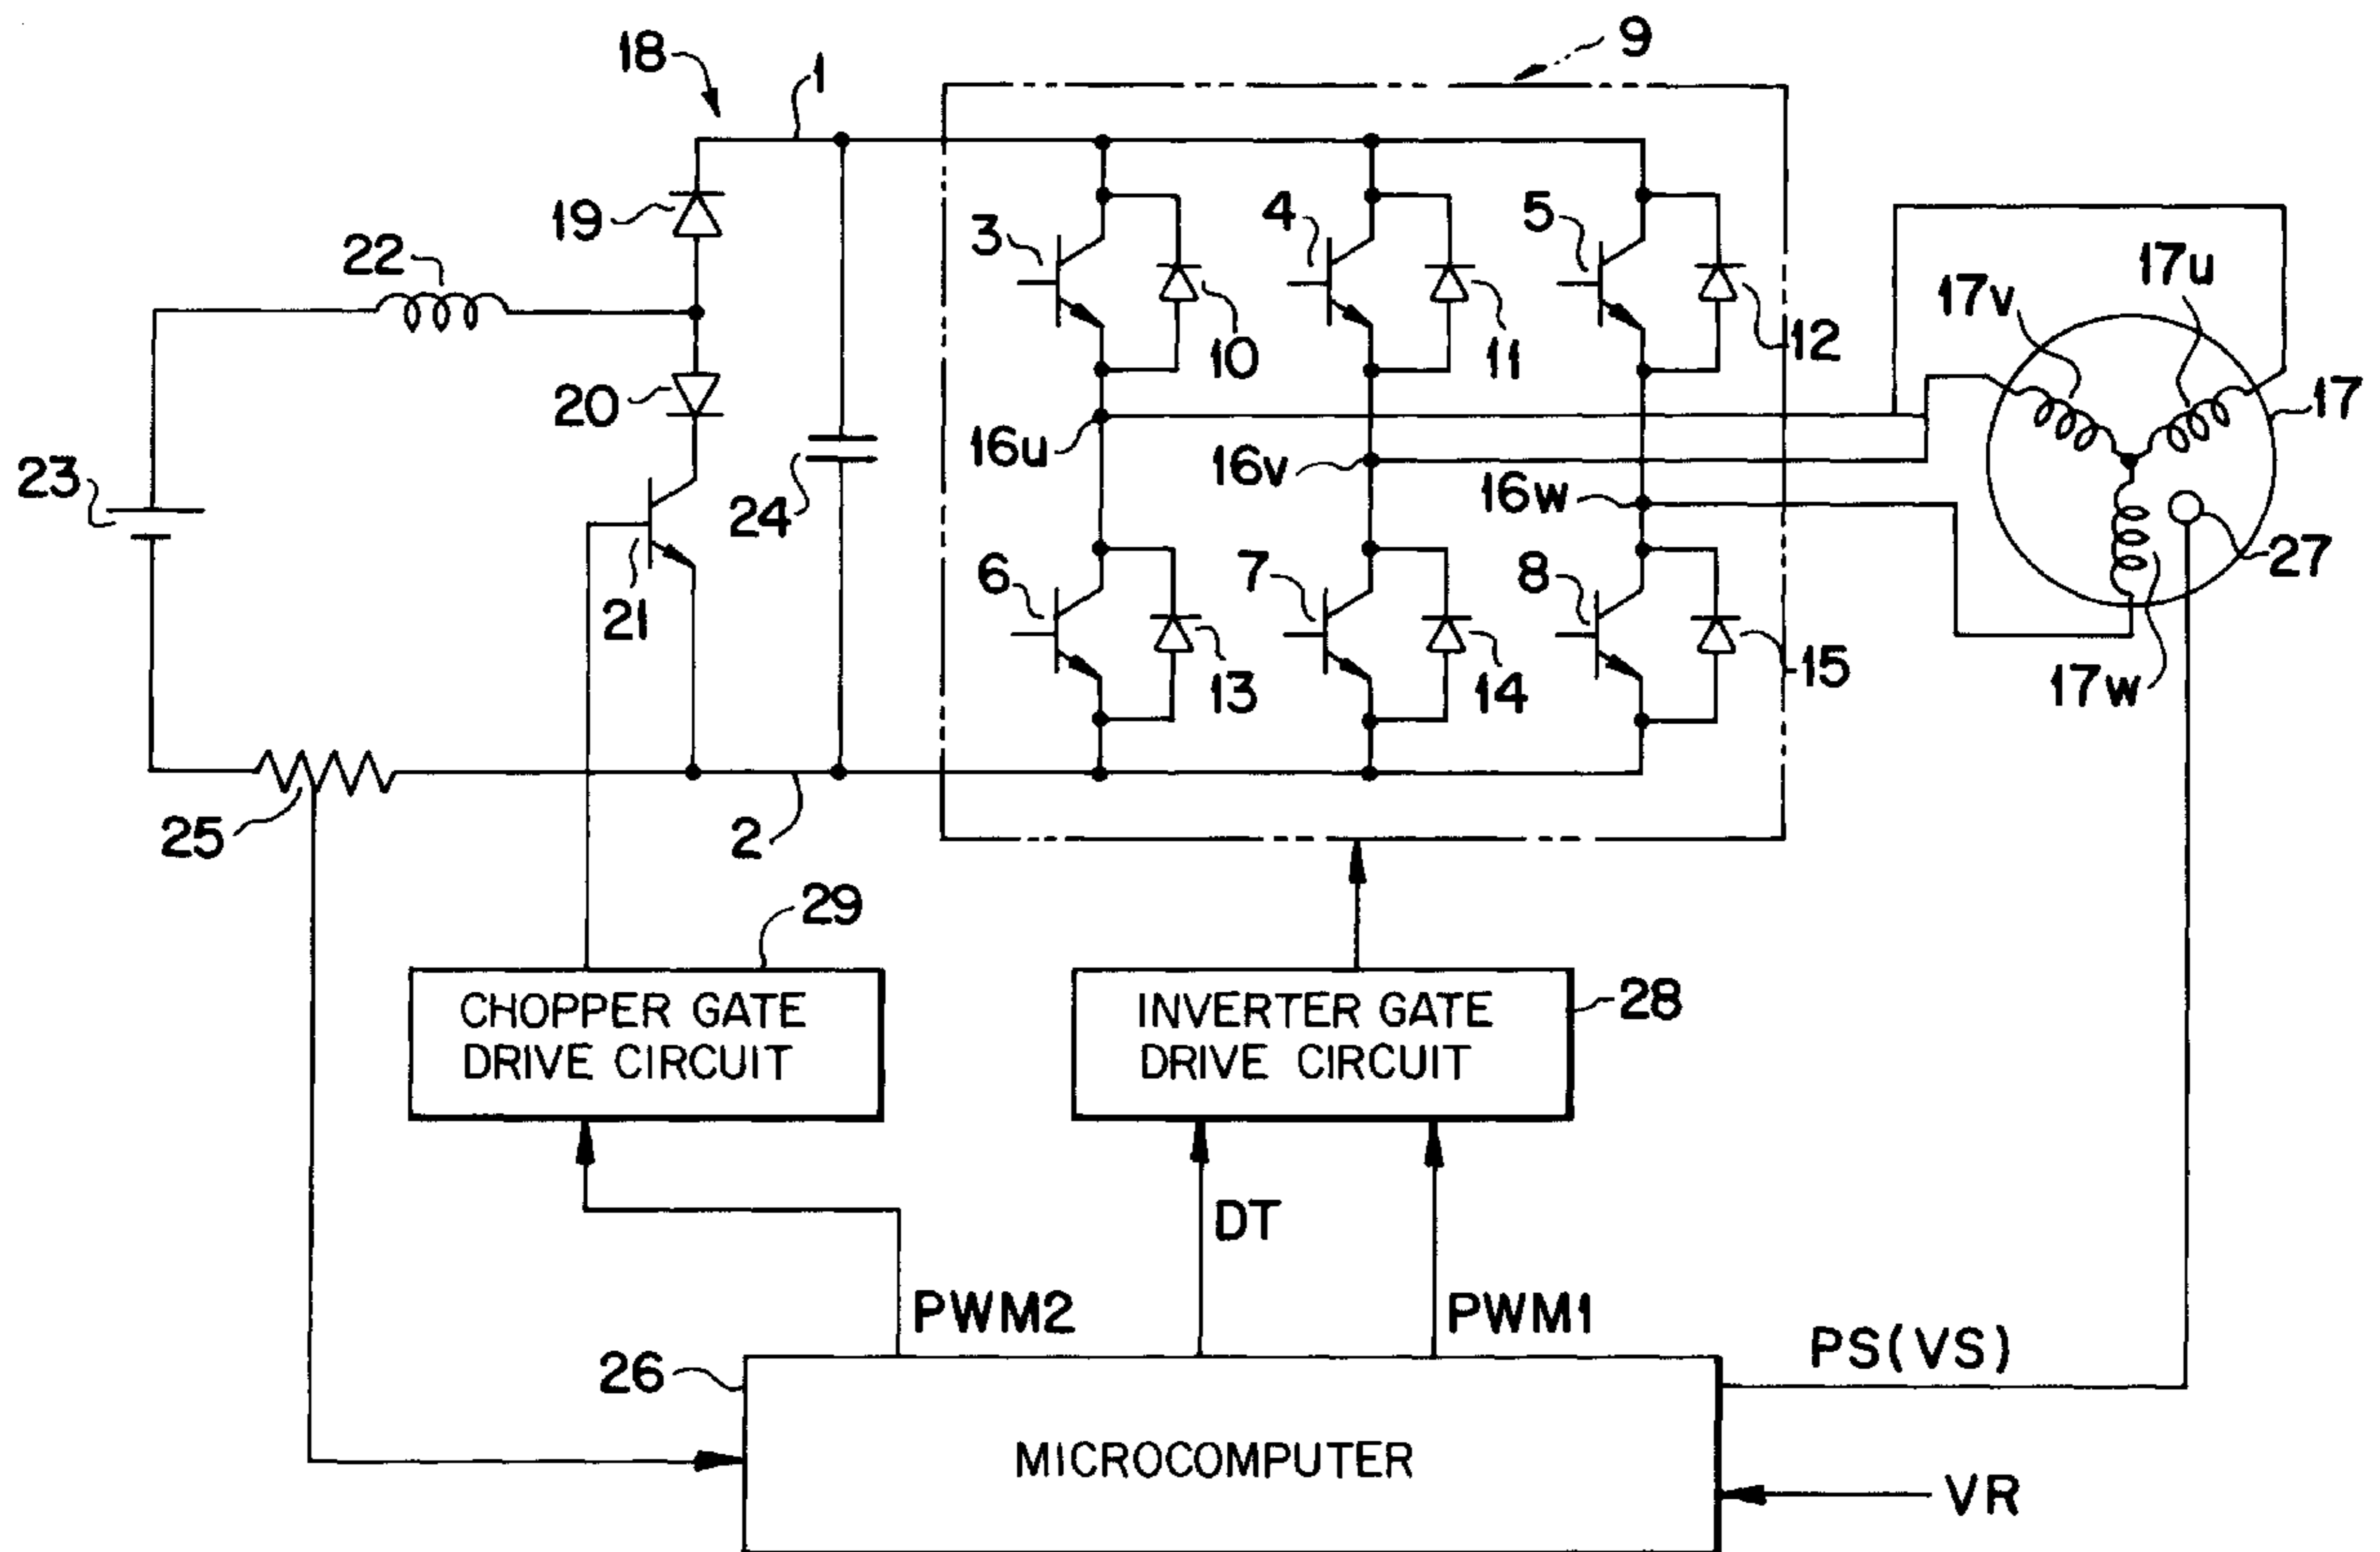 18
1
9
19
22
3
4
5
17v
17u
10
11
12
17
20
16u
16v
16w
23
24
27
21
6
7
8
13
14
15
17w
25
2
29
CHOPPER GATE
DRIVE CIRCUIT
INVERTER GATE
DRIVE CIRCUIT
28
DT
PWM2
PWM1
PS(VS)
26
MICROCOMPUTER
VR